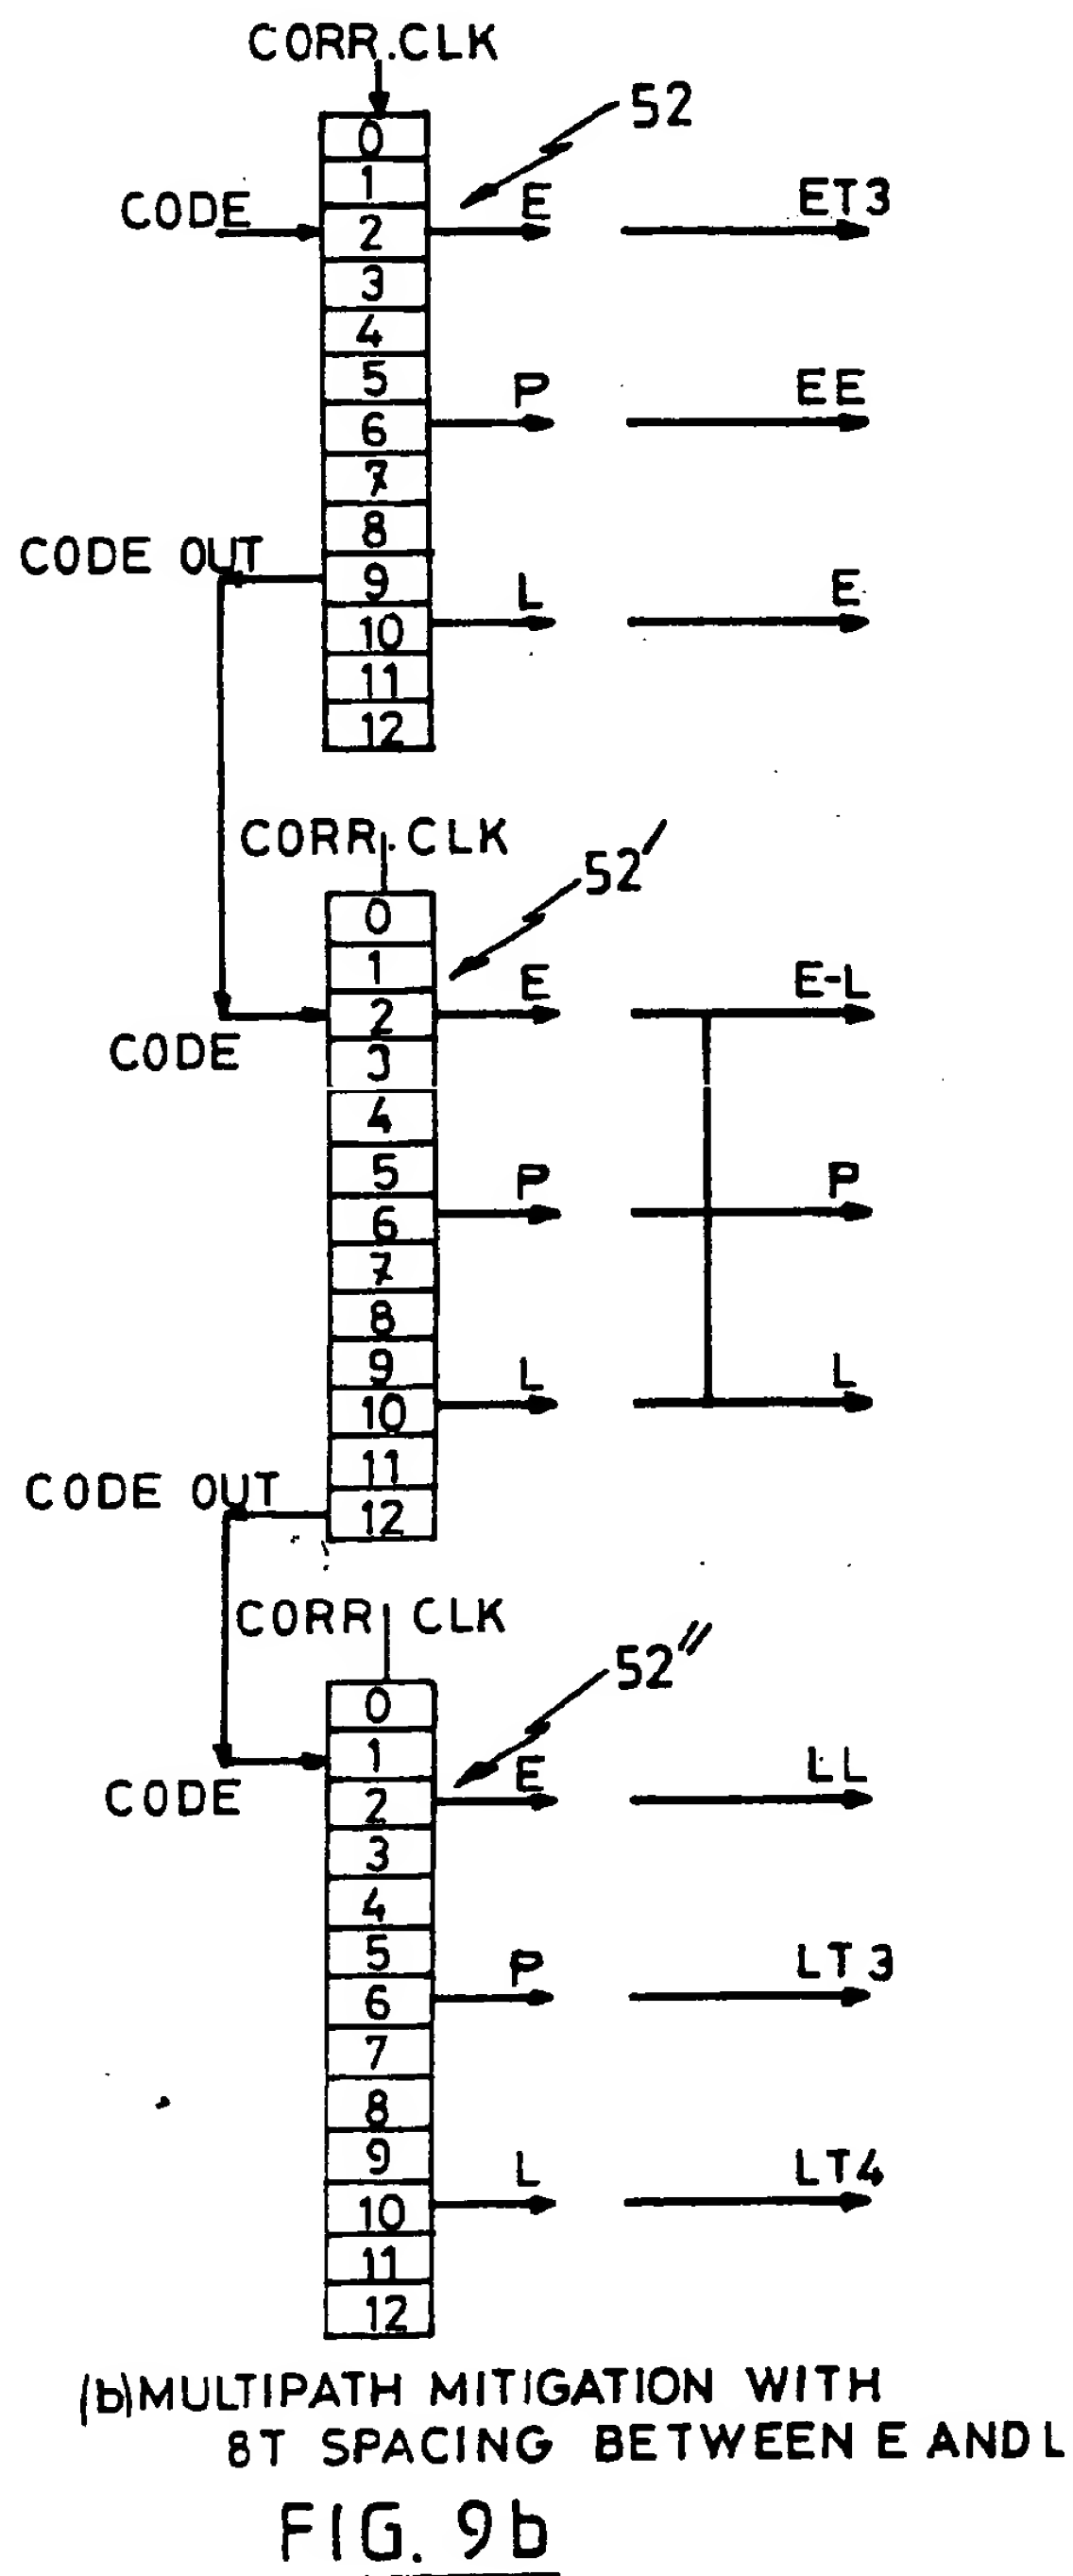 CORR.CLK
52
0
1
CODE
2
E
ET3
3
4
5
6
P
EE
7
8
CODE OUT
9
10
L
E
11
12
CORR.CLK
52'
0
1
CODE
2
E
E-L
3
4
5
6
P
P
7
8
9
10
L
L
11
CODE OUT
12
CORR CLK
52"
0
CODE
1
2
E
LL
3
4
5
6
P
LT3
7
8
9
10
L
LT4
11
12
(b)MULTIPATH MITIGATION WITH
8T SPACING BETWEEN E AND L
FIG. 9b